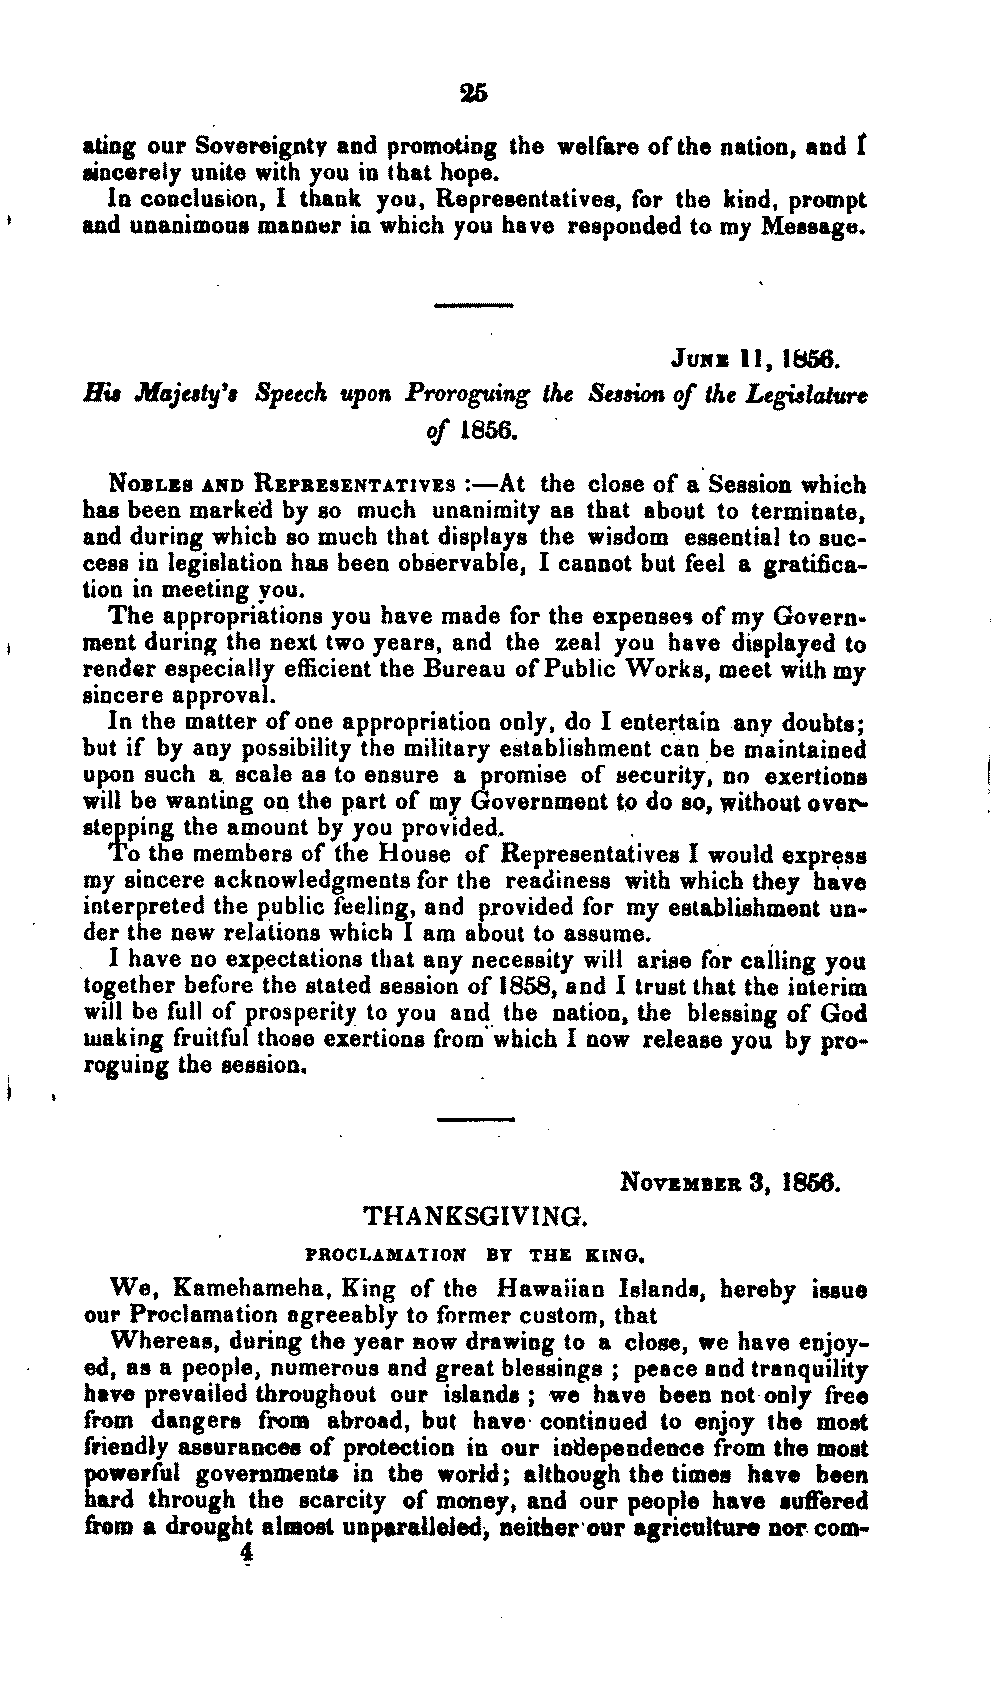 25
ating our Sovereignty and promoting the welfare of the nation, and I
sincerely unite with you in that hope.
In conclusion, I thank you, Representatives, for the kind, prompt
and unanimous manner in which you have responded to my Message.
June 11, 1856.
His Majesty's Speech upon Proroguing the Session of the Legislature
of 1856.
Nobles and Representatives :—At the close of a Session which
has been marked by so much unanimity as that about to terminate,
and during which so much that displays the wisdom essential to suc-
cess in legislation has been observable, I cannot but feel a gratifica-
tion in meeting you.
The appropriations you have made for the expenses of my Govern-
ment during the next two years, and the zeal you have displayed to
render especially efficient the Bureau of Public Works, meet with my
sincere approval.
In the matter of one appropriation only, do I entertain any doubts;
but if by any possibility the military establishment can be maintained
upon such a scale as to ensure a promise of security, no exertions
will be wanting on the part of my Government to do so, without over-
stepping the amount by you provided.
To the members of the House of Representatives I would express
my sincere acknowledgments for the readiness with which they have
interpreted the public feeling, and provided for my establishment un-
der the new relations which I am about to assume.
I have no expectations that any necessity will arise for calling you
together before the stated session of 1858, and I trust that the interim
will be full of prosperity to you and the nation, the blessing of God
making fruitful those exertions from which I now release you by pro-
roguing the session.
November 3, 1856.
THANKSGIVING.
PROCLAMATION BY THE KING.
We, Kamehameha, King of the Hawaiian Islands, hereby issue
our Proclamation agreeably to former custom, that
Whereas, during the year now drawing to a close, we have enjoy-
ed, as a people, numerous and great blessings ; peace and tranquility
have prevailed throughout our islands ; we have been not only free
from dangers from abroad, but have continued to enjoy the most
friendly assurances of protection in our independence from the most
powerful governments in the world; although the times have been
hard through the scarcity of money, and our people have suffered
from a drought almost unparalleled, neither our agriculture nor com-
4